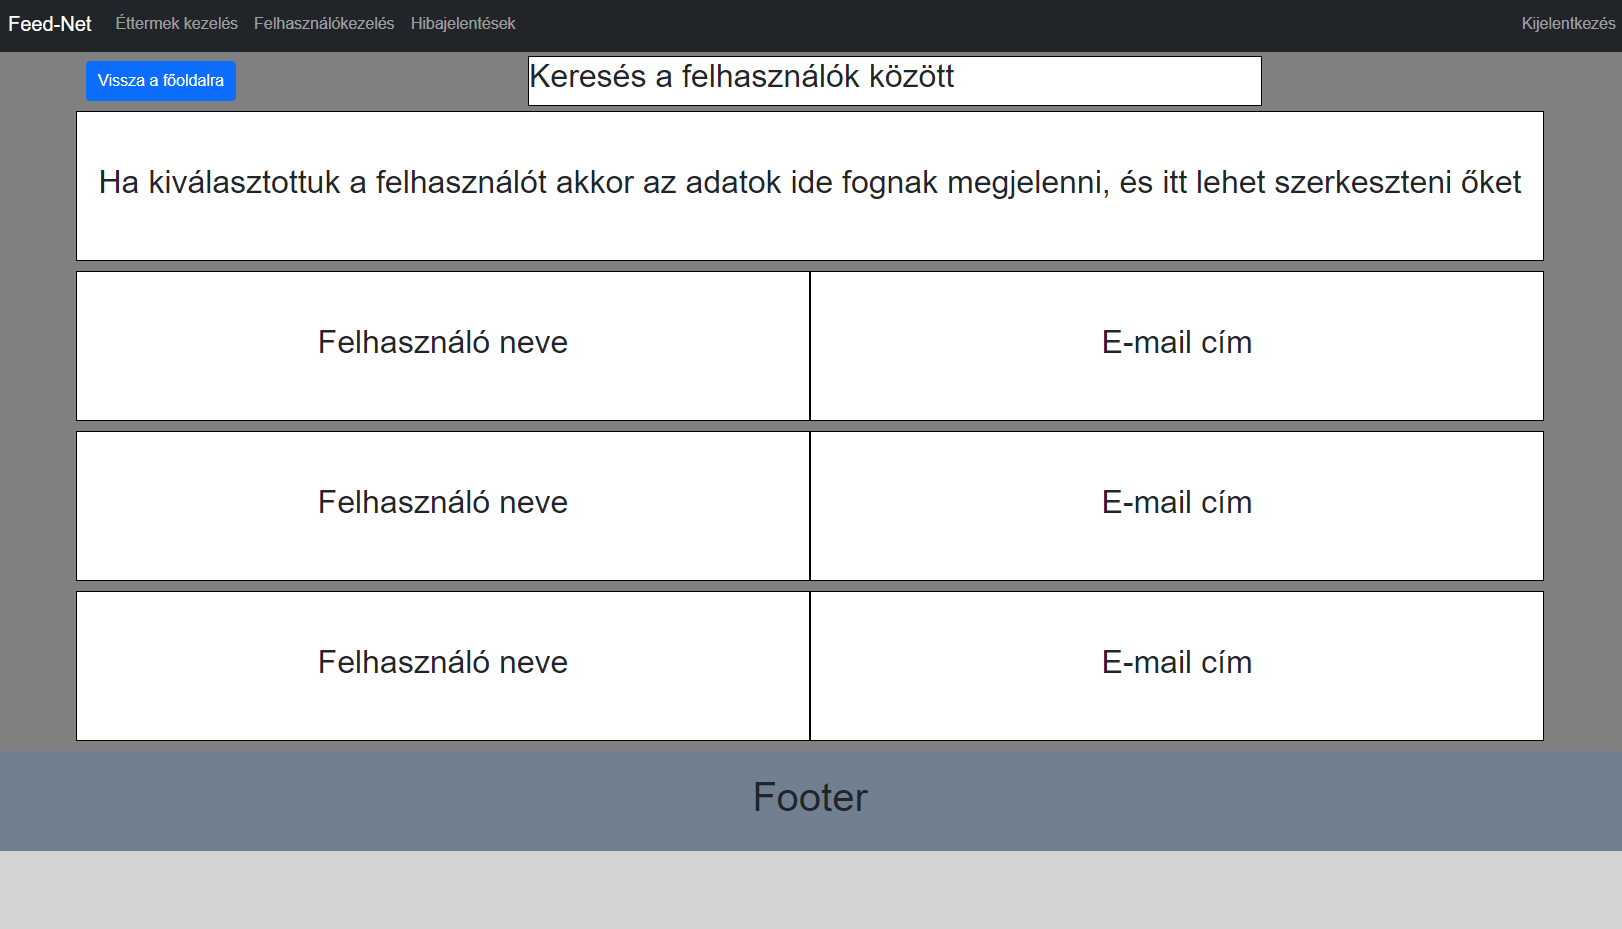 Feed-Net Éttermek kezelés Felhasználókezelés Hibajelentések Kijelentkezés
Vissza a főoldalra Keresés a felhasználók között
Ha kiválasztottuk a felhasználót akkor az adatok ide fognak megjelenni, és itt lehet szerkeszteni őket
Felhasználó neve E-mail cím
Felhasználó neve E-mail cím
Felhasználó neve E-mail cím
Footer